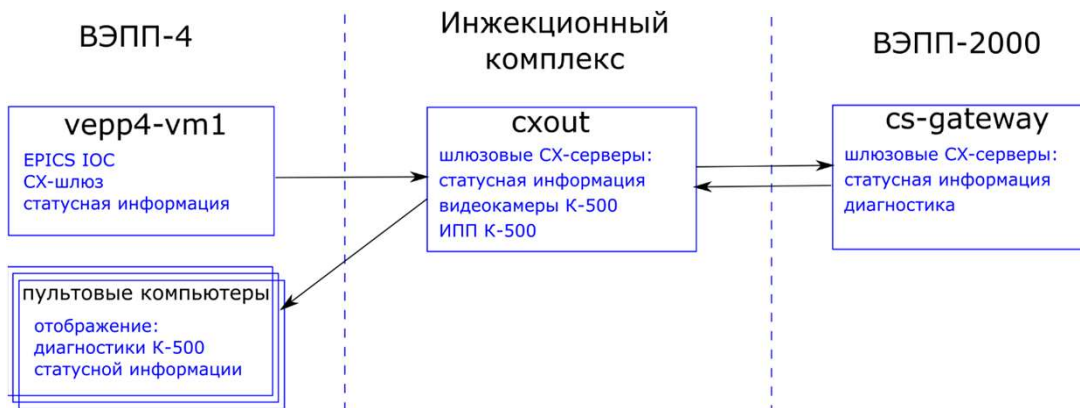 ВЭПП-4
Инжекционный
комплекс
ВЭПП-2000
vepp4-vm1
EPICS IOC
CX-шлюз
статусная информация
cxout
шлюзовые CX-серверы:
статусная информация
видеокамеры К-500
ИПП К-500
cs-gateway
шлюзовые CX-серверы:
статусная информация
диагностика
пультовые компьютеры
отображение:
диагностики К-500
статусной информации